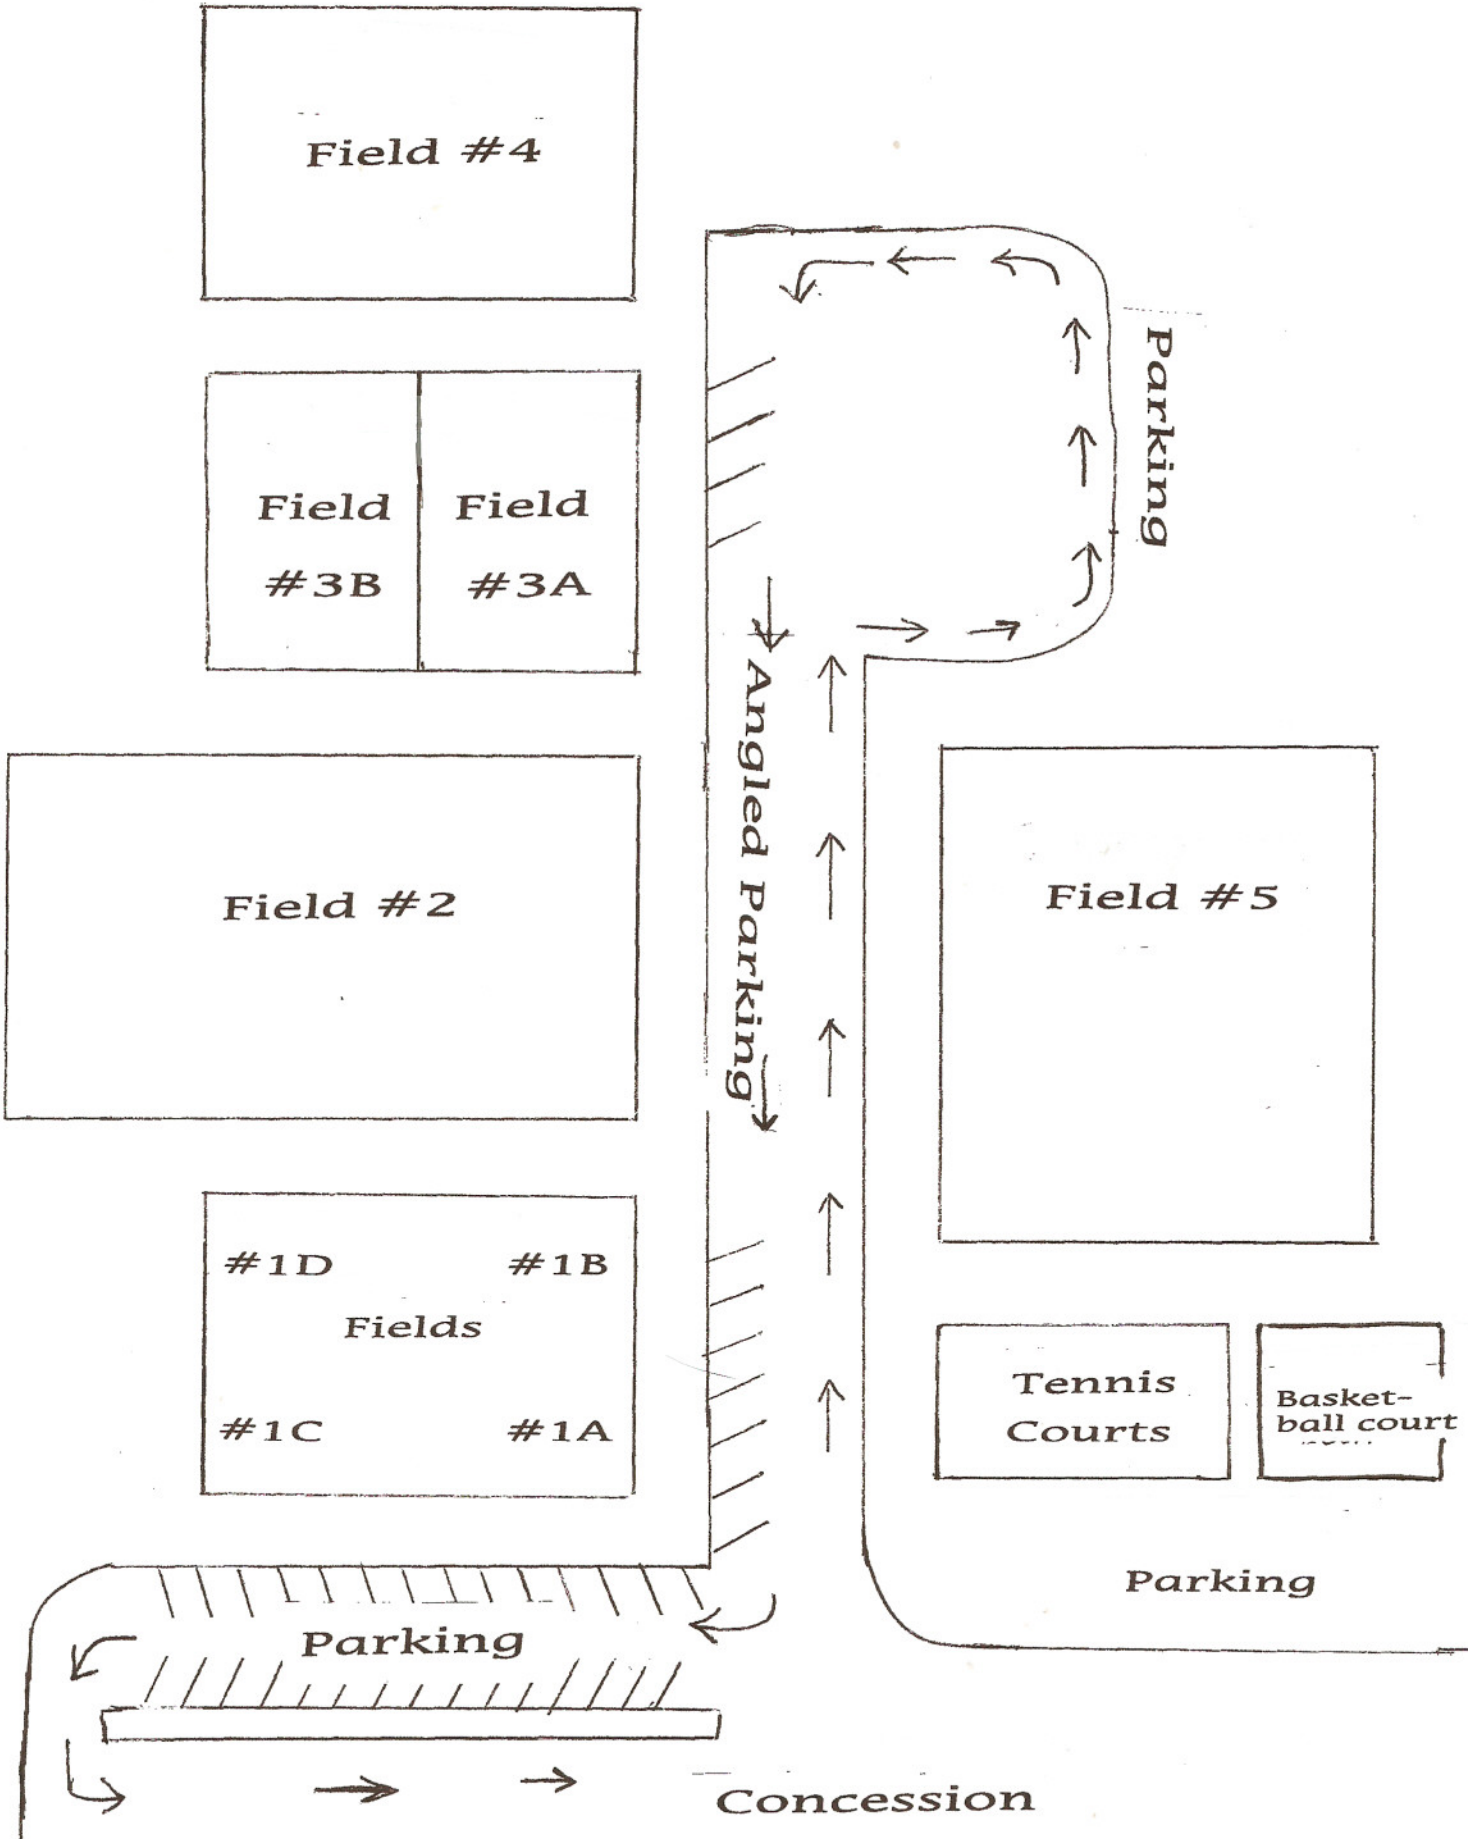 Field #4
Parking
Field
#3B
Field
#3A
Angled Parking
Field #2
Field #5
#1D
#1B
Fields
#1C
#1A
Tennis
Courts
Basket-
ball court
Parking
Parking
Concession